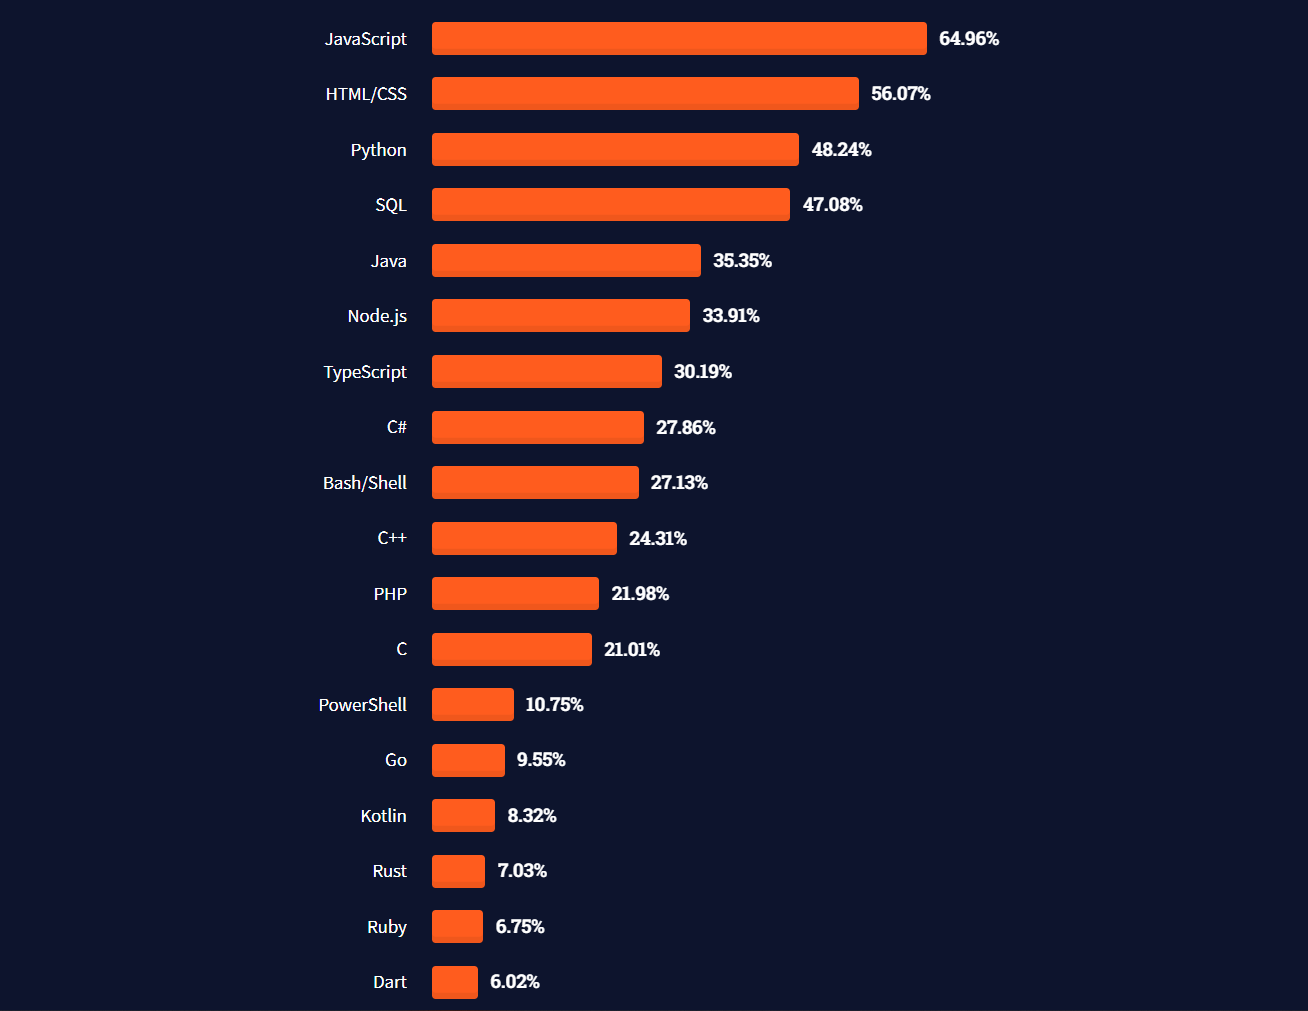 JavaScript 64.96%
HTML/CSS 56.07%
Python 48.24%
SQL 47.08%
Java 35.35%
Node.js 33.91%
TypeScript 30.19%
C# 27.86%
Bash/Shell 27.13%
C++ 24.31%
PHP 21.98%
C 21.01%
PowerShell 10.75%
Go 9.55%
Kotlin 8.32%
Rust 7.03%
Ruby 6.75%
Dart 6.02%